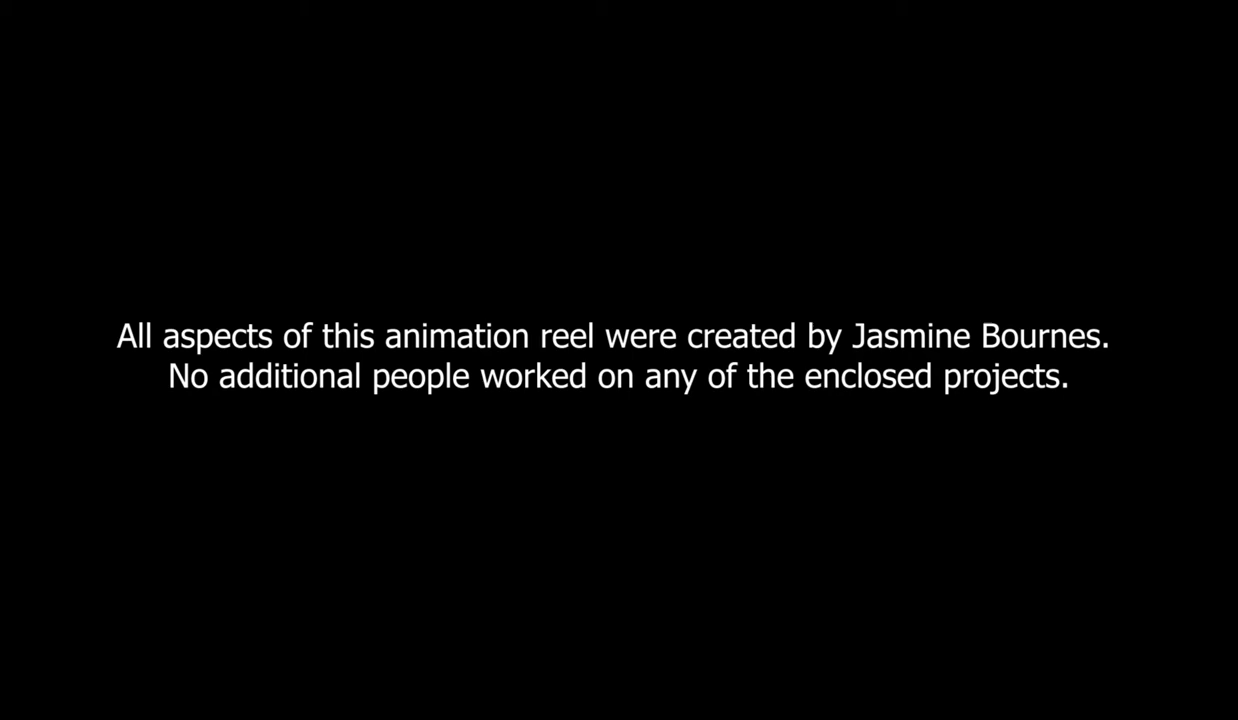 All aspects of this animation reel were created by Jasmine Bournes.
No additional people worked on any of the enclosed projects.